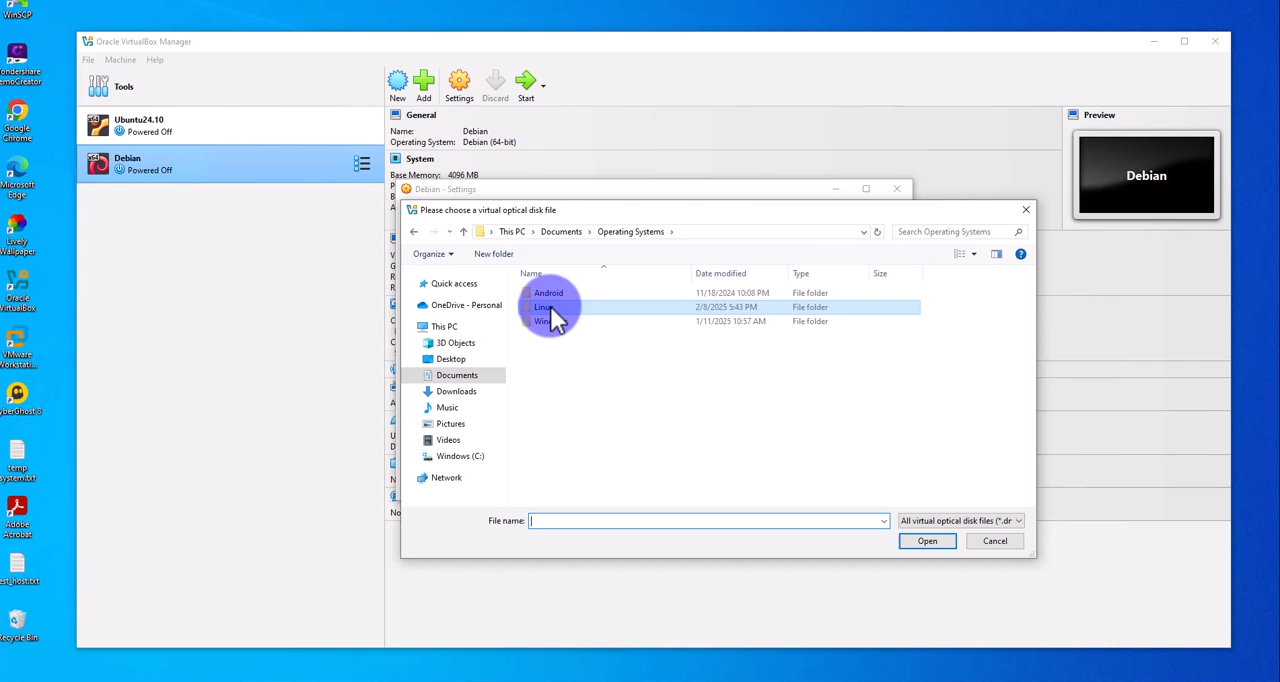 WinSCP
ondershare
emoCreator
Google
Chrome
Microsoft
Edge
Lively
Wallpaper
Oracle
VirtualBox
VMware
Workstati...
yberGhost 8
temp
system.txt
Adobe
Acrobat
est_host.txt
Recycle Bin
Oracle VirtualBox Manager
File Machine Help
Tools
Ubuntu24.10
Powered Off
Debian
Powered Off
New Add Settings Discard Start
General
Name: Debian
Operating System: Debian (64-bit)
System
Base Memory: 4096 MB
Preview
Debian
Debian - Settings
Please choose a virtual optical disk file
This PC > Documents > Operating Systems >
Search Operating Systems
Organize New folder
Name Date modified Type Size
Android 11/18/2024 10:08 PM File folder
Linux 2/8/2025 5:43 PM File folder
1/11/2025 10:57 AM File folder
Quick access
OneDrive - Personal
This PC
3D Objects
Desktop
Documents
Downloads
Music
Pictures
Videos
Windows (C:)
Network
File name:
All virtual optical disk files (*.dr
Open Cancel